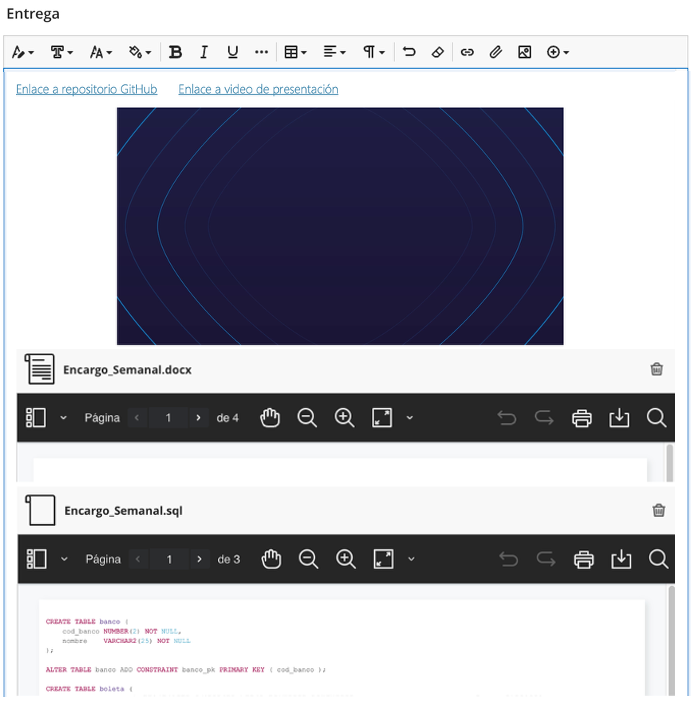 Entrega
Enlace a repositorio GitHub Enlace a video de presentación
Encargo_Semanal.docx
Página 1 de 4
Encargo_Semanal.sql
Página 1 de 3
CREATE TABLE banco (
cod_banco NUMBER(2) NOT NULL,
nombre VARCHAR2(25) NOT NULL
);
ALTER TABLE banco ADD CONSTRAINT banco_pk PRIMARY KEY ( cod_banco );
CREATE TABLE boleta (